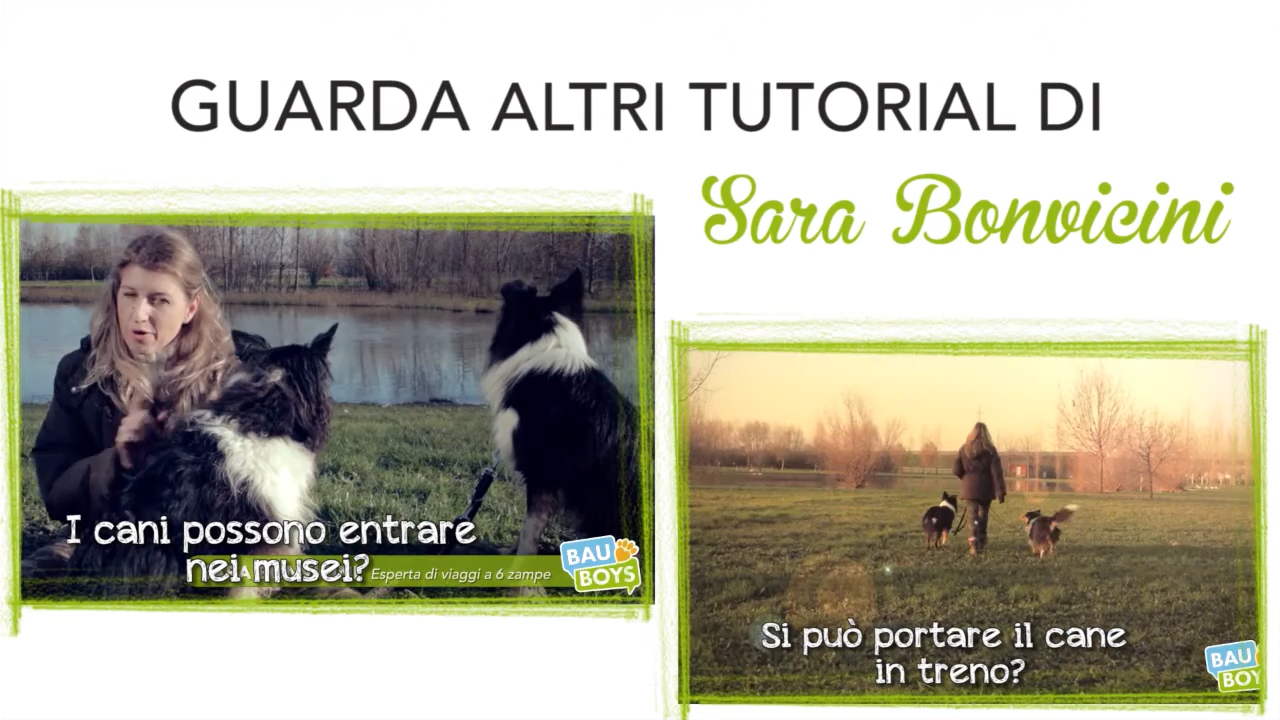 GUARDA ALTRI TUTORIAL DI
Sara Bonvicini
I cani possono entrare
nei musei?
Esperta di viaggi a 6 zampe
BAU
BOYS
Si può portare il cane
in treno?
BAU
BOY